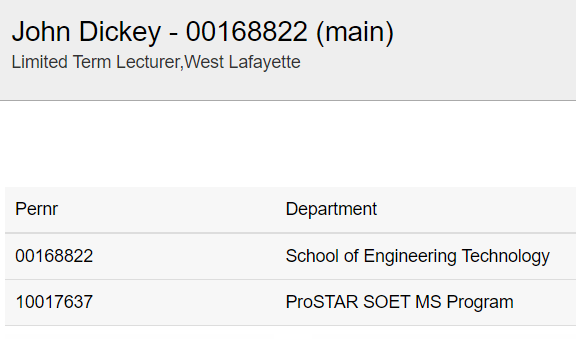 John Dickey - 00168822 (main)
Limited Term Lecturer,West Lafayette
Pernr Department
00168822 School of Engineering Technology
10017637 ProSTAR SOET MS Program